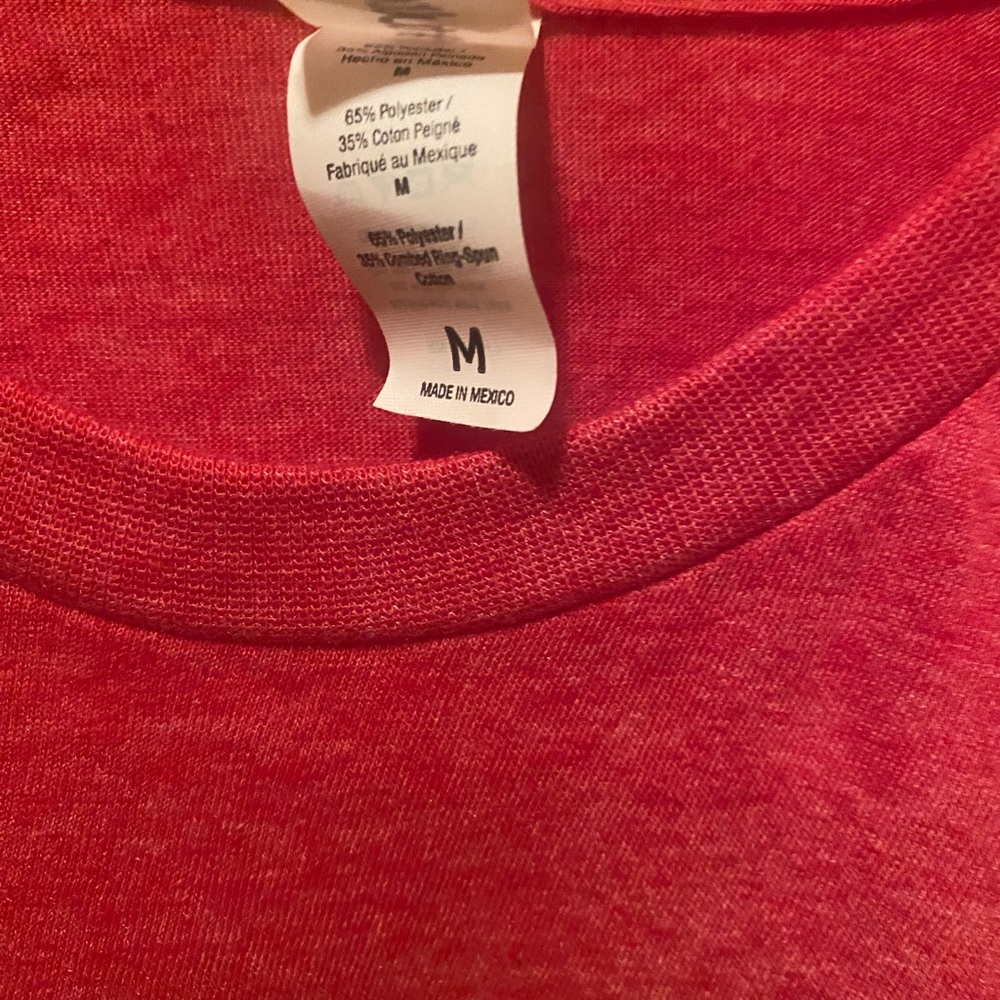 Hecho en México
M
65% Polyester /
35% Coton Peigné
Fabriqué au Mexique
M
65% Polyester /
35% Combed Ring-Spun
Cotton
M
MADE IN MEXICO